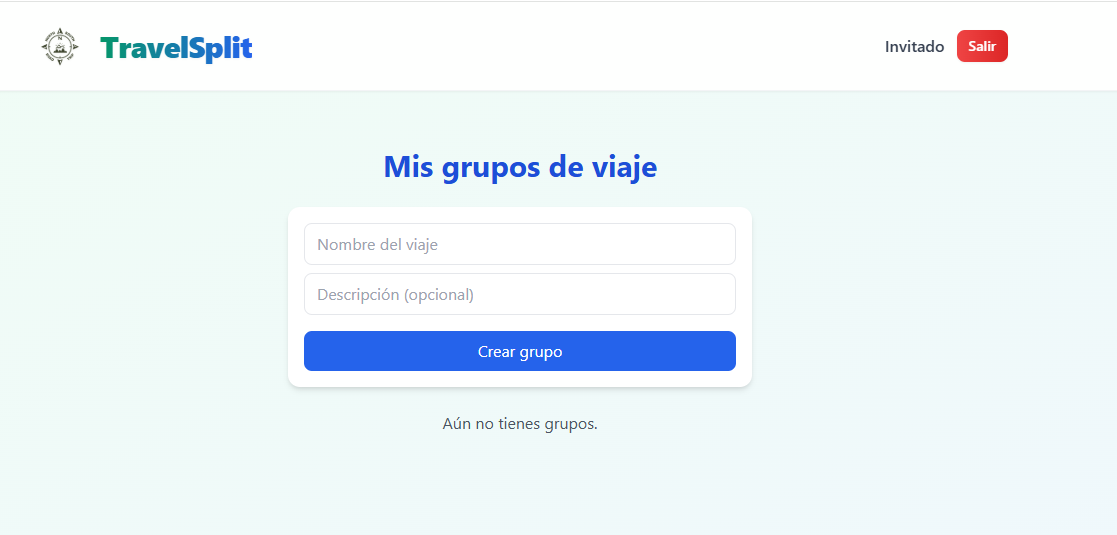 TravelSplit
Invitado
Salir
Mis grupos de viaje
Nombre del viaje
Descripción (opcional)
Crear grupo
Aún no tienes grupos.